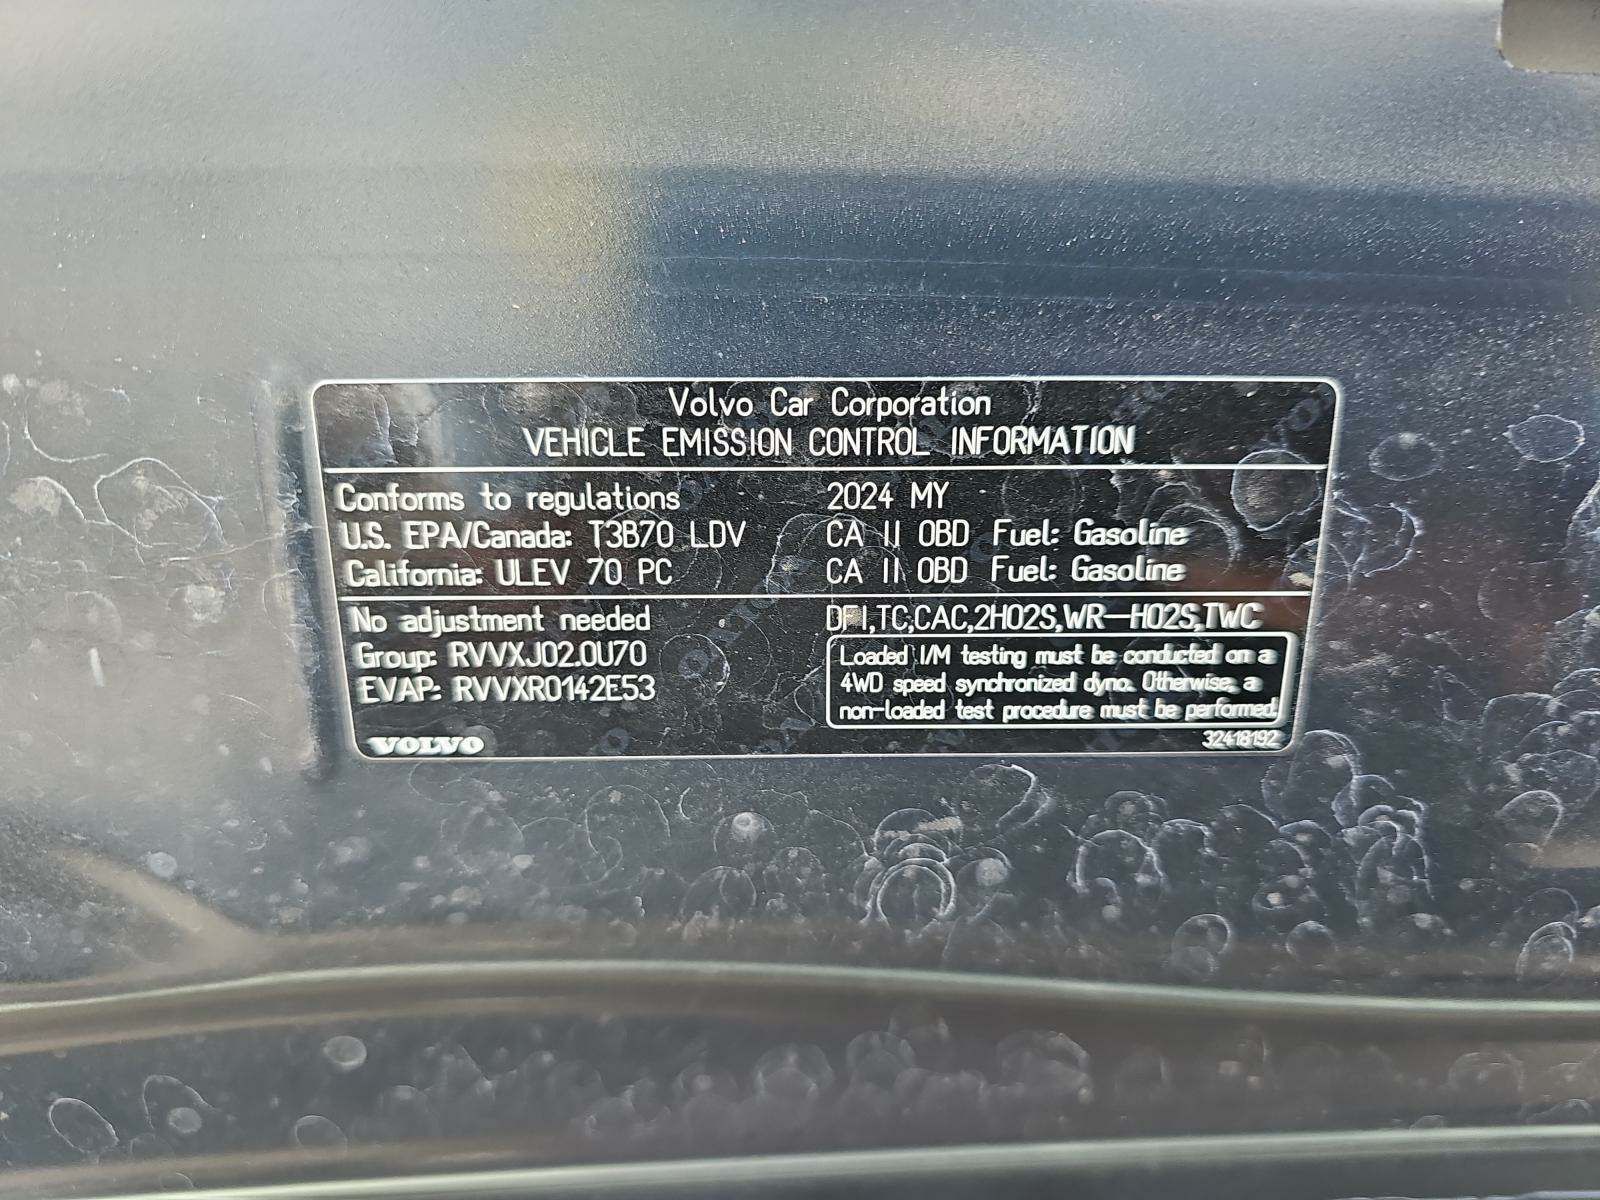 Volvo Car Corporation
VEHICLE EMISSION CONTROL INFORMATION
Conforms to regulations 2024 MY
U.S. EPA/Canada: T3B70 LDV CA II OBD Fuel: Gasoline
California: ULEV 70 PC CA II OBD Fuel: Gasoline
No adjustment needed
Group: RVVXJ02.0U70
EVAP: RVVXR0142E53
DFI,TC,CAC,2HO2S,WR-HO2S,TWC
Loaded I/M testing must be conducted on a
4WD speed synchronized dyno. Otherwise, a
non-loaded test procedure must be performed.
VOLVO
32418192